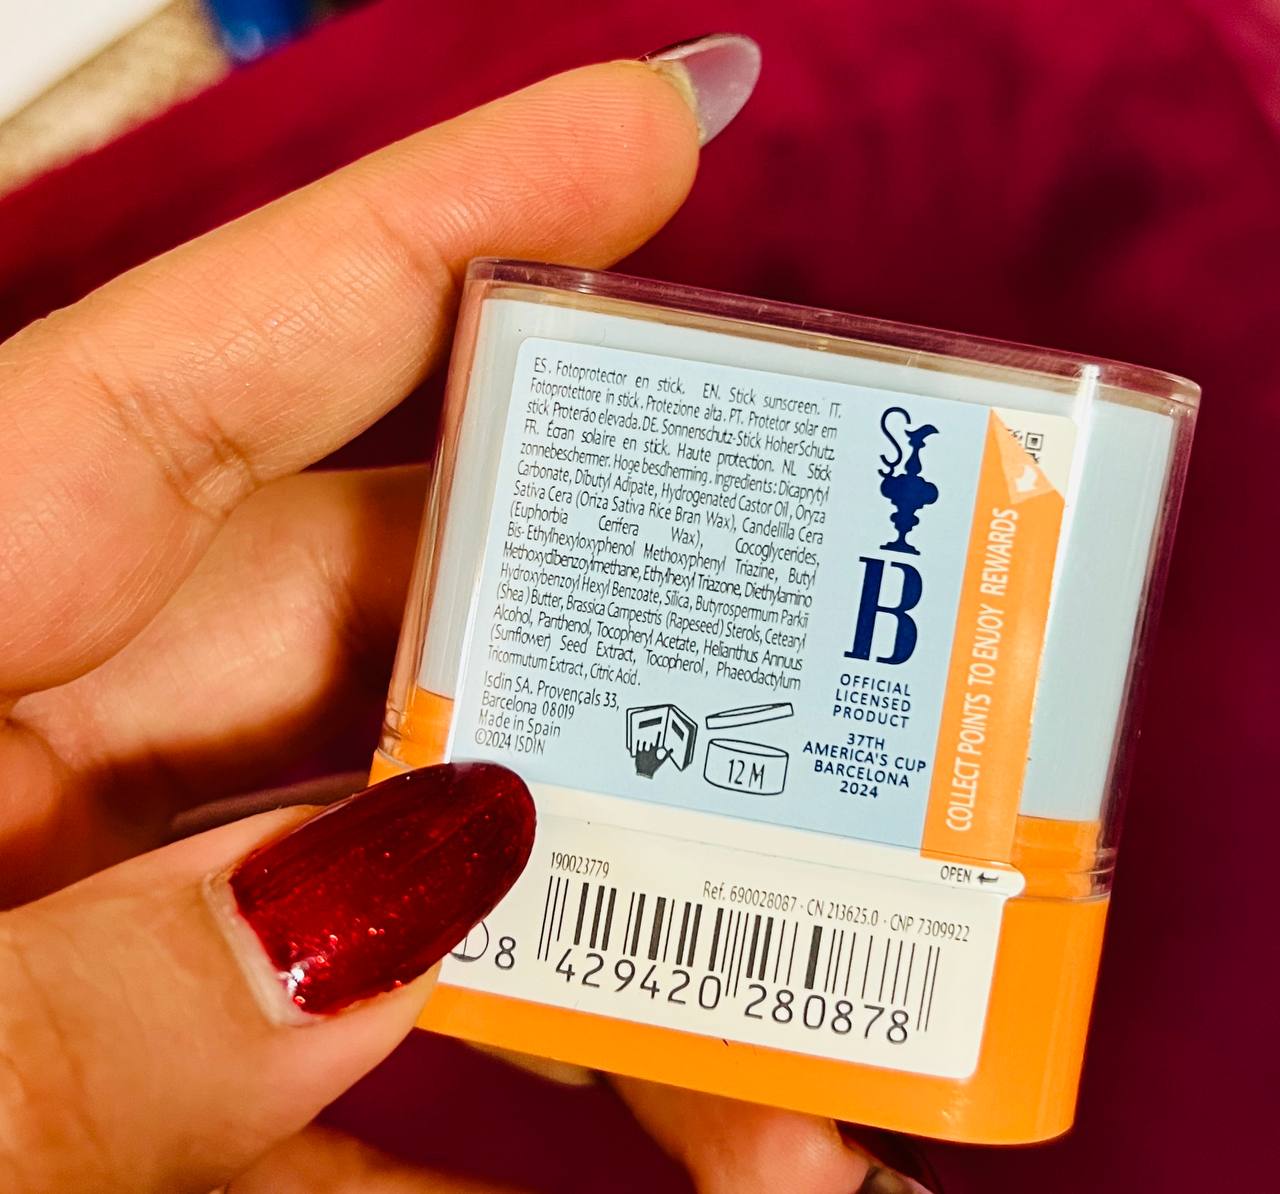 ES. Fotoprotector en stick. EN. Stick sunscreen. IT.
Fotoprotettore in stick. Protezione alta. PT. Protetor solar em
stick Proterão elevada. DE. Sonnenschutz-Stick HoherSchutz
FR. Écran solaire en stick. Haute protection. NL Stick
zonnebeschermer. Hoge bescherming. ingredients: Dicaprytyl
Carbonate, Dibutyl Adipate, Hydrogenated Castor Oil, Oryza
Sativa Cera (Oriza Sativa Rice Bran Wax), Candelilla Cera
(Euphorbia Cerifera Wax), Cocoglycerides,
Bis-Ethylhexyloxyphenol Methoxyphenyl Triazine, Butyl
Methoxydibenzoylmethane, Ethylhexyl Triazone, Diethylamino
Hydroxybenzoyl Hexyl Benzoate, Silica, Butyrospermum Parkii
(Shea) Butter, Brassica Campestris (Rapeseed) Sterols, Cetearyl
Alcohol, Panthenol, Tocopheryl Acetate, Helianthus Annuus
(Sunflower) Seed Extract, Tocopherol, Phaeodactylum
Tricornutum Extract, Citric Acid.
Isdin SA. Provençals 33,
Barcelona 08019
Made in Spain
©2024 ISDIN
12 M
B
OFFICIAL
LICENSED
PRODUCT
37TH
AMERICA'S CUP
BARCELONA
2024
COLLECT POINTS TO ENJOY REWARDS
OPEN
190023779
Ref. 690028087 · CN 213625.0 · CNP 7309922
8 429420 280878